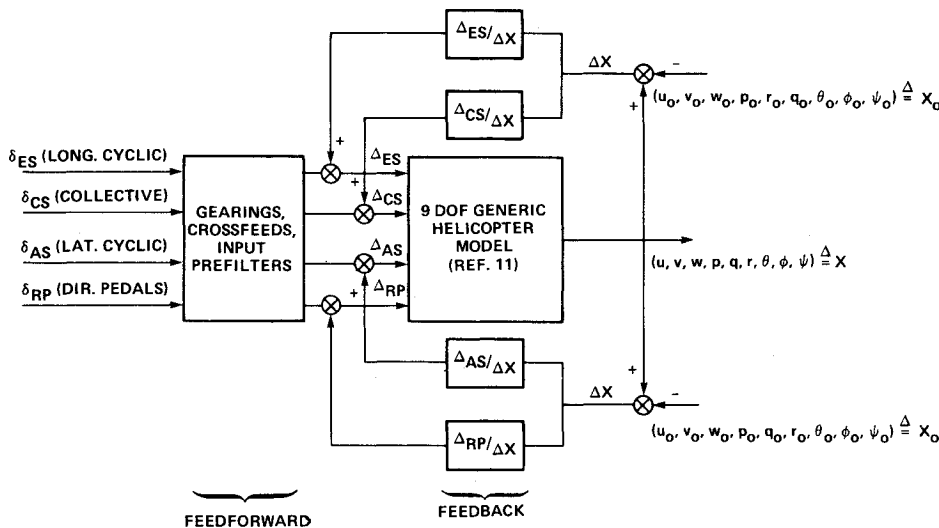 Δ_ES/ΔX
ΔX
−
(u_o, v_o, w_o, p_o, r_o, q_o, θ_o, φ_o, ψ_o) ≜ X_o
+
Δ_CS/ΔX
+
+
δ_ES (LONG. CYCLIC)
Δ_ES
δ_CS (COLLECTIVE)
Δ_CS
GEARINGS,
CROSSFEEDS,
INPUT
PREFILTERS
9 DOF GENERIC
HELICOPTER
MODEL
(REF. 11)
δ_AS (LAT. CYCLIC)
Δ_AS
(u, v, w, p, q, r, θ, φ, ψ) ≜ X
δ_RP (DIR. PEDALS)
+
Δ_RP
Δ_AS/ΔX
+
ΔX
−
(u_o, v_o, w_o, p_o, q_o, r_o, θ_o, φ_o, ψ_o) ≜ X_o
Δ_RP/ΔX
FEEDFORWARD
FEEDBACK